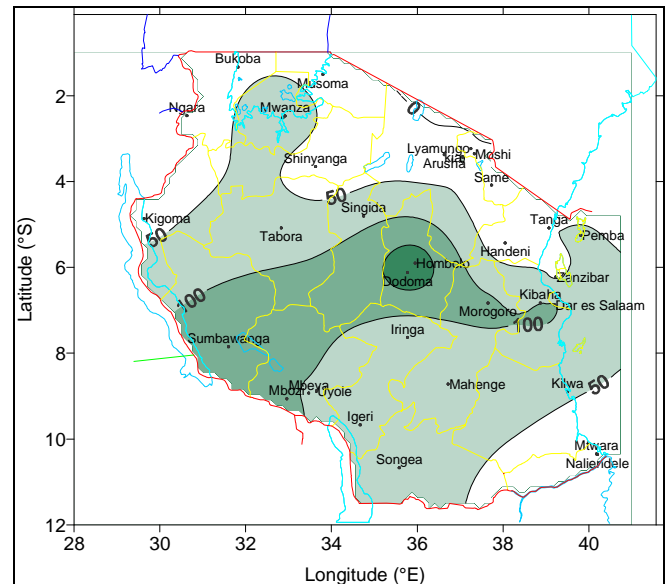 Bukoba
Musoma
2
Ngara
Mwanza
0
Shinyanga
Lyamungo
Moshi
KIA
Arusha
4
Same
50
Singida
Kigoma
50
Tabora
Tanga
Pemba
Handeni
6
Hombolo
Dodoma
Zanzibar
100
Kibaha
Morogoro
Dar es Salaam
100
Iringa
Sumbawanga
8
Mbeya
Mbozi
Uyole
Mahenge
Kilwa
50
Igeri
10
Mtwara
Songea
Naliendele
12
28
30
32
34
36
38
40
Latitude (°S)
Longitude (°E)